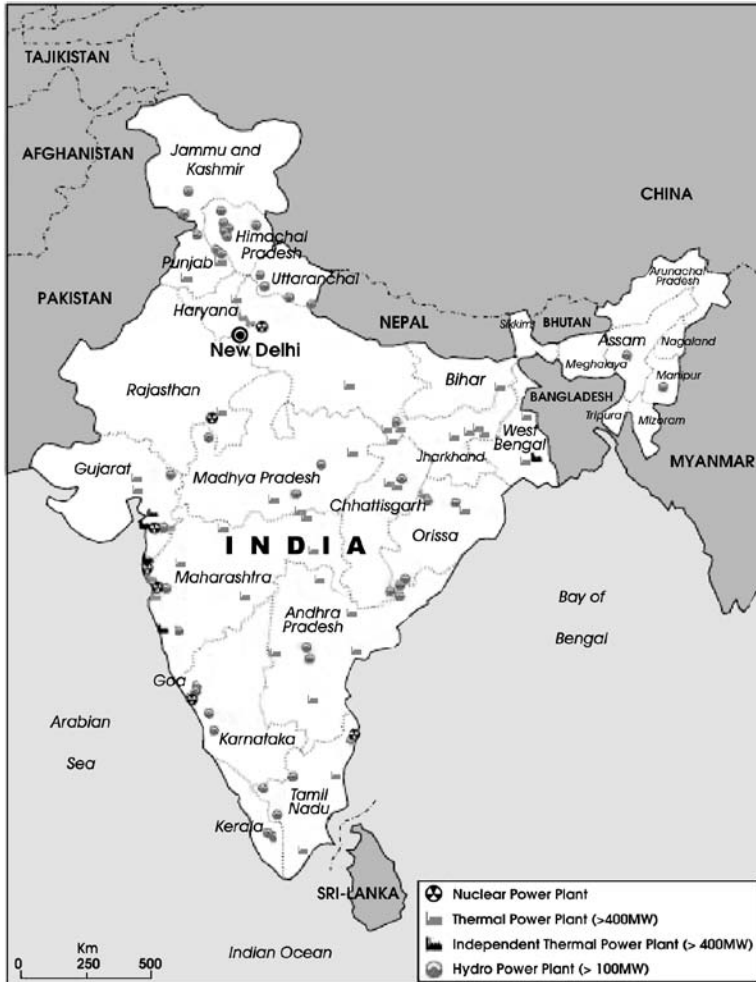 TAJIKISTAN
AFGHANISTAN
Jammu and
Kashmir
CHINA
Himachal
Pradesh
Punjab
Uttaranchal
Arunachal
Pradesh
PAKISTAN
Haryana
NEPAL
Sikkim
BHUTAN
Assam
Nagaland
New Delhi
Meghalaya
Rajasthan
Bihar
Manipur
BANGLADESH
Tripura
Mizoram
West
Bengal
Jharkhand
MYANMAR
Gujarat
Madhya Pradesh
Chhattisgarh
Orissa
INDIA
Maharashtra
Andhra
Pradesh
Bay of
Bengal
Goa
Arabian
Sea
Karnataka
Tamil
Nadu
Kerala
SRI-LANKA
Indian Ocean
Km
0 250 500
Nuclear Power Plant
Thermal Power Plant (>400MW)
Independent Thermal Power Plant (> 400MW)
Hydro Power Plant (> 100MW)